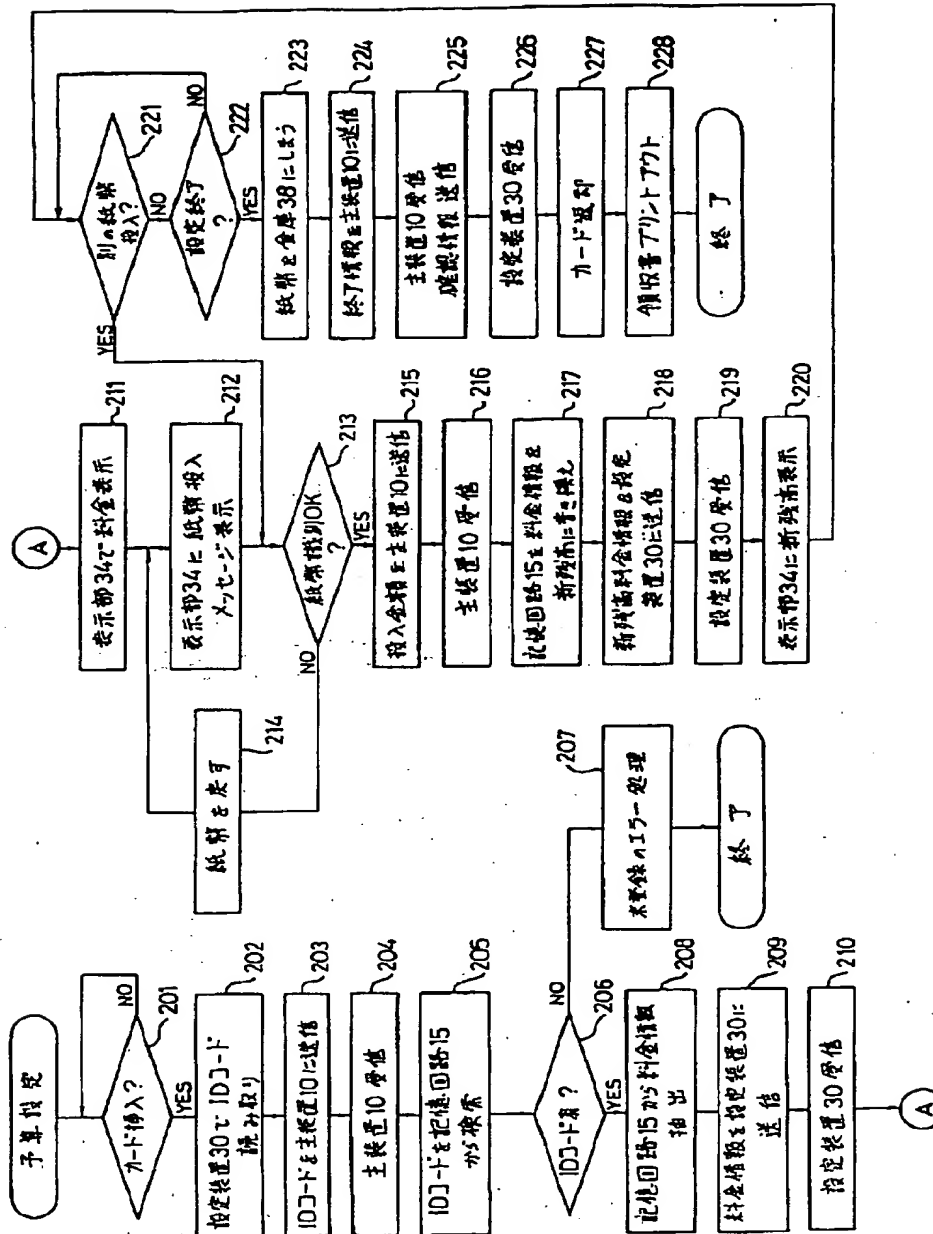 予算設定
カード挿入?
201
NO
YES
設定装置30でIDコード
読み取り
202
IDコードを主装置10に送信
203
主装置10受信
204
IDコードを記憶回路15
から検索
205
IDコード有?
206
NO
YES
未登録のエラー処理
207
終了
記憶回路15から料金情報
抽出
208
料金情報を設定装置30に
送信
209
設定装置30受信
210
A
A
表示部34で料金表示
211
表示部34に紙幣投入
メッセージ表示
212
紙幣識別OK
?
213
NO
YES
紙幣を戻す
214
投入金額を主装置10に送信
215
主装置10受信
216
記憶回路15を料金情報を
新残高に書き換え
217
新残高料金情報を設定
装置30に送信
218
設定装置30受信
219
表示部34に新残高表示
220
別の紙幣
投入?
221
YES
NO
設定終了
?
222
NO
YES
紙幣を金庫38にしまう
223
終了情報を主装置10に送信
224
主装置10受信
確認情報送信
225
設定装置30受信
226
カード返却
227
領収書プリントアウト
228
終了